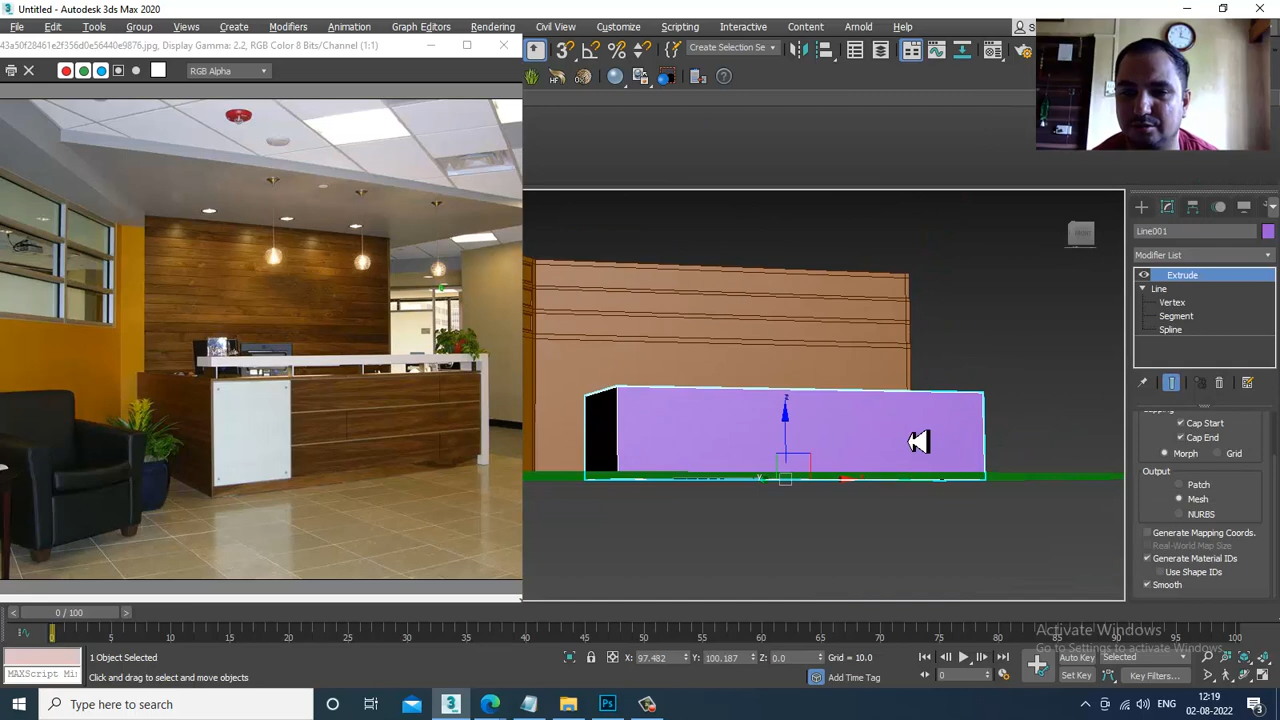 Untitled - Autodesk 3ds Max 2020
File Edit Tools Group Views Create Modifiers Animation Graph Editors Rendering Civil View Customize Scripting Interactive Content Arnold Help S
43a50f28461e2f356d0e56440e9876.jpg, Display Gamma: 2.2, RGB Color 8 Bits/Channel (1:1)
Create Selection Se
RGB Alpha
Line001
Modifier List
Extrude
Line
Vertex
Segment
Spline
Cap Start
Cap End
Morph Grid
Output
Patch
Mesh
NURBS
Generate Mapping Coords.
Real-World Map Size
Generate Material IDs
Use Shape IDs
Smooth
z
0 / 100
0 5 10 15 20 25 30 35 40 45 50 55 60 65 70 75 80 85 90 95 100
Activate Windows
Go to Settings to activate Windows.
MAXScript Mi
1 Object Selected
Click and drag to select and move objects
X: 97.482 Y: 100.187 Z: 0.0 Grid = 10.0
Add Time Tag
Auto Key Selected
Set Key Key Filters...
0
Type here to search
ENG
12:19
02-08-2022
3